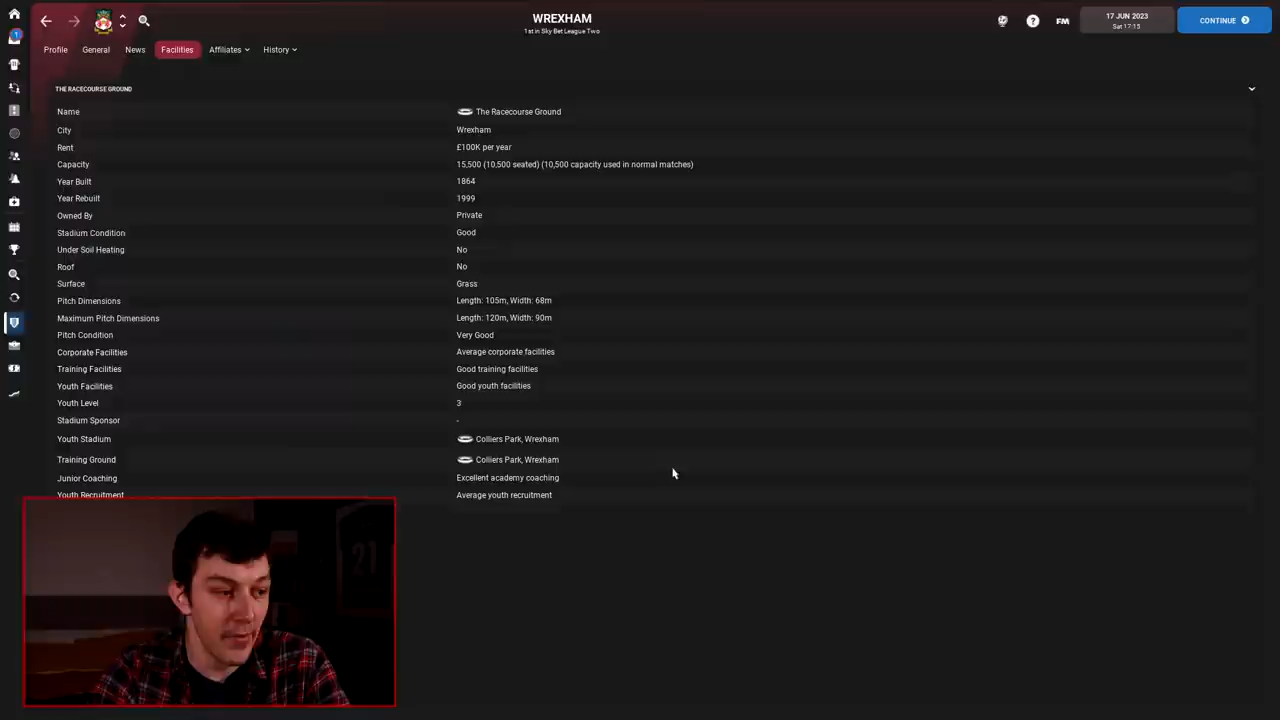 WREXHAM
1st in Sky Bet League Two
1
FM
17 JUN 2023
Sat 17:15
CONTINUE
Profile
General
News
Facilities
Affiliates
History
THE RACECOURSE GROUND
Name The Racecourse Ground
City Wrexham
Rent £100K per year
Capacity 15,500 (10,500 seated) (10,500 capacity used in normal matches)
Year Built 1864
Year Rebuilt 1999
Owned By Private
Stadium Condition Good
Under Soil Heating No
Roof No
Surface Grass
Pitch Dimensions Length: 105m, Width: 68m
Maximum Pitch Dimensions Length: 120m, Width: 90m
Pitch Condition Very Good
Corporate Facilities Average corporate facilities
Training Facilities Good training facilities
Youth Facilities Good youth facilities
Youth Level 3
Stadium Sponsor -
Youth Stadium Colliers Park, Wrexham
Training Ground Colliers Park, Wrexham
Junior Coaching Excellent academy coaching
Youth Recruitment Average youth recruitment
21